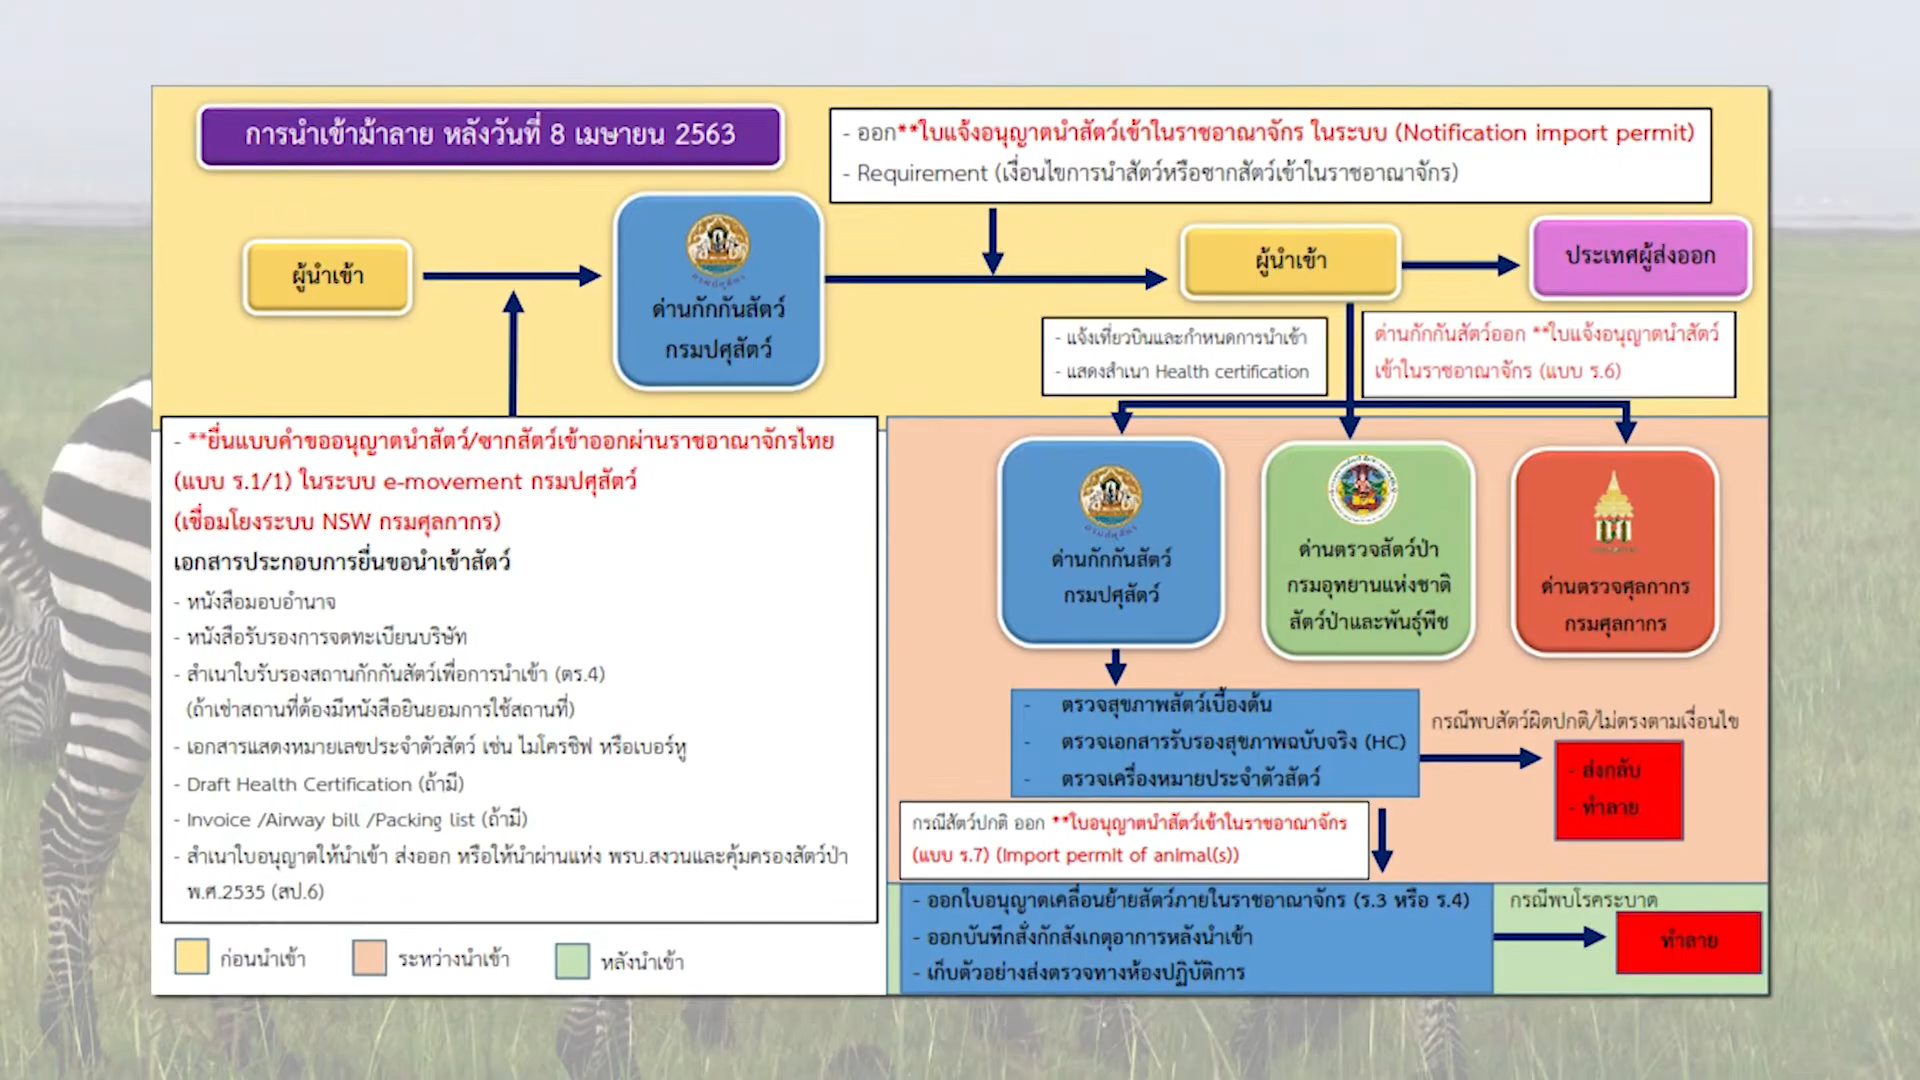 การนำเข้าม้าลาย หลังวันที่ 8 เมษายน 2563
- ออก**ใบแจ้งอนุญาตนำสัตว์เข้าในราชอาณาจักร ในระบบ (Notification import permit)
- Requirement (เงื่อนไขการนำสัตว์หรือซากสัตว์เข้าในราชอาณาจักร)
ผู้นำเข้า
ด่านกักกันสัตว์
กรมปศุสัตว์
ผู้นำเข้า
ประเทศผู้ส่งออก
- แจ้งเที่ยวบินและกำหนดการนำเข้า
- แสดงสำเนา Health certification
ด่านกักกันสัตว์ออก **ใบแจ้งอนุญาตนำสัตว์
เข้าในราชอาณาจักร (แบบ ร.6)
- **ยื่นแบบคำขออนุญาตนำสัตว์/ซากสัตว์เข้าออกผ่านราชอาณาจักรไทย
(แบบ ร.1/1) ในระบบ e-movement กรมปศุสัตว์
(เชื่อมโยงระบบ NSW กรมศุลกากร)
เอกสารประกอบการยื่นขอนำเข้าสัตว์
- หนังสือมอบอำนาจ
- หนังสือรับรองการจดทะเบียนบริษัท
- สำเนาใบรับรองสถานกักกันสัตว์เพื่อการนำเข้า (ตร.4)
(ถ้าเช่าสถานที่ต้องมีหนังสือยินยอมการใช้สถานที่)
- เอกสารแสดงหมายเลขประจำตัวสัตว์ เช่น ไมโครชิฟ หรือเบอร์หู
- Draft Health Certification (ถ้ามี)
- Invoice /Airway bill /Packing list (ถ้ามี)
- สำเนาใบอนุญาตให้นำเข้า ส่งออก หรือให้นำผ่านแห่ง พรบ.สงวนและคุ้มครองสัตว์ป่า
พ.ศ.2535 (สป.6)
ก่อนนำเข้า
ระหว่างนำเข้า
หลังนำเข้า
ด่านกักกันสัตว์
กรมปศุสัตว์
ด่านตรวจสัตว์ป่า
กรมอุทยานแห่งชาติ
สัตว์ป่าและพันธุ์พืช
ด่านตรวจศุลกากร
กรมศุลกากร
- ตรวจสุขภาพสัตว์เบื้องต้น
- ตรวจเอกสารรับรองสุขภาพฉบับจริง (HC)
- ตรวจเครื่องหมายประจำตัวสัตว์
กรณีพบสัตว์ผิดปกติ/ไม่ตรงตามเงื่อนไข
- ส่งกลับ
- ทำลาย
กรณีสัตว์ปกติ ออก **ใบอนุญาตนำสัตว์เข้าในราชอาณาจักร
(แบบ ร.7) (Import permit of animal(s))
- ออกใบอนุญาตเคลื่อนย้ายสัตว์ภายในราชอาณาจักร (ร.3 หรือ ร.4)
- ออกบันทึกสั่งกักสังเกตุอาการหลังนำเข้า
- เก็บตัวอย่างส่งตรวจทางห้องปฏิบัติการ
กรณีพบโรคระบาด
ทำลาย